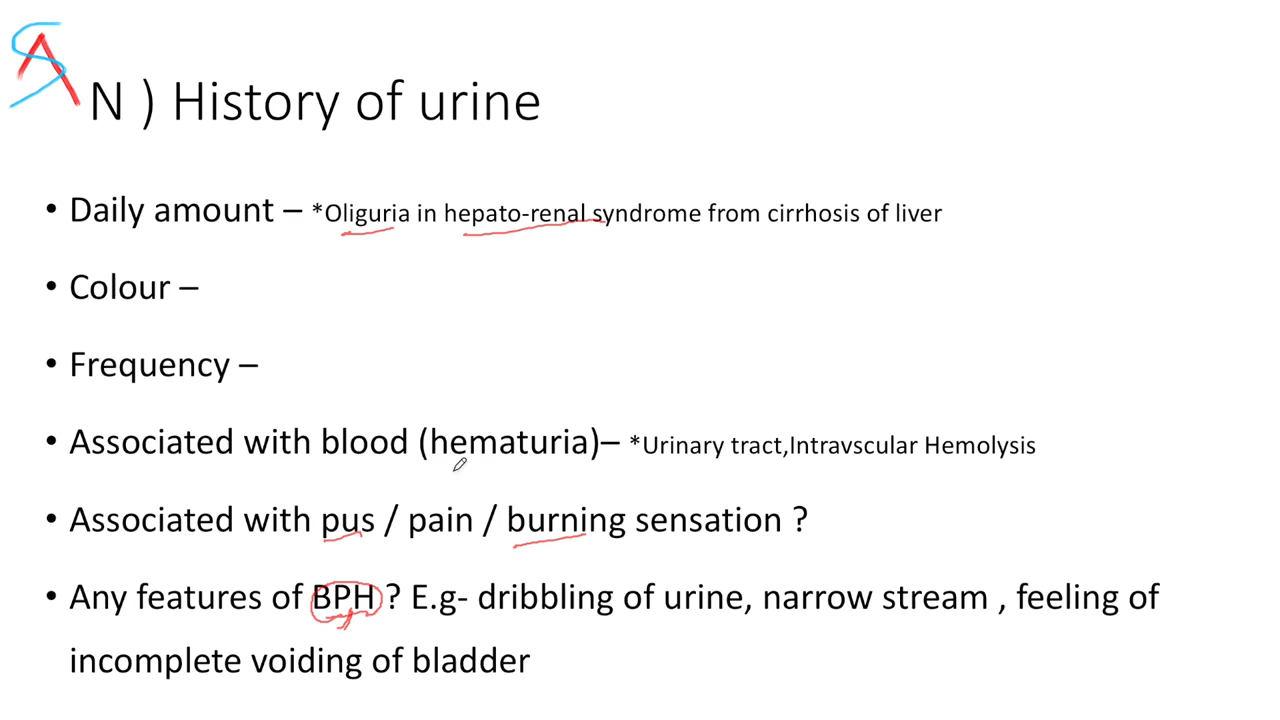 SA
N ) History of urine
• Daily amount – *Oliguria in hepato-renal syndrome from cirrhosis of liver
• Colour –
• Frequency –
• Associated with blood (hematuria)– *Urinary tract,Intravscular Hemolysis
• Associated with pus / pain / burning sensation ?
• Any features of BPH ? E.g- dribbling of urine, narrow stream , feeling of
incomplete voiding of bladder